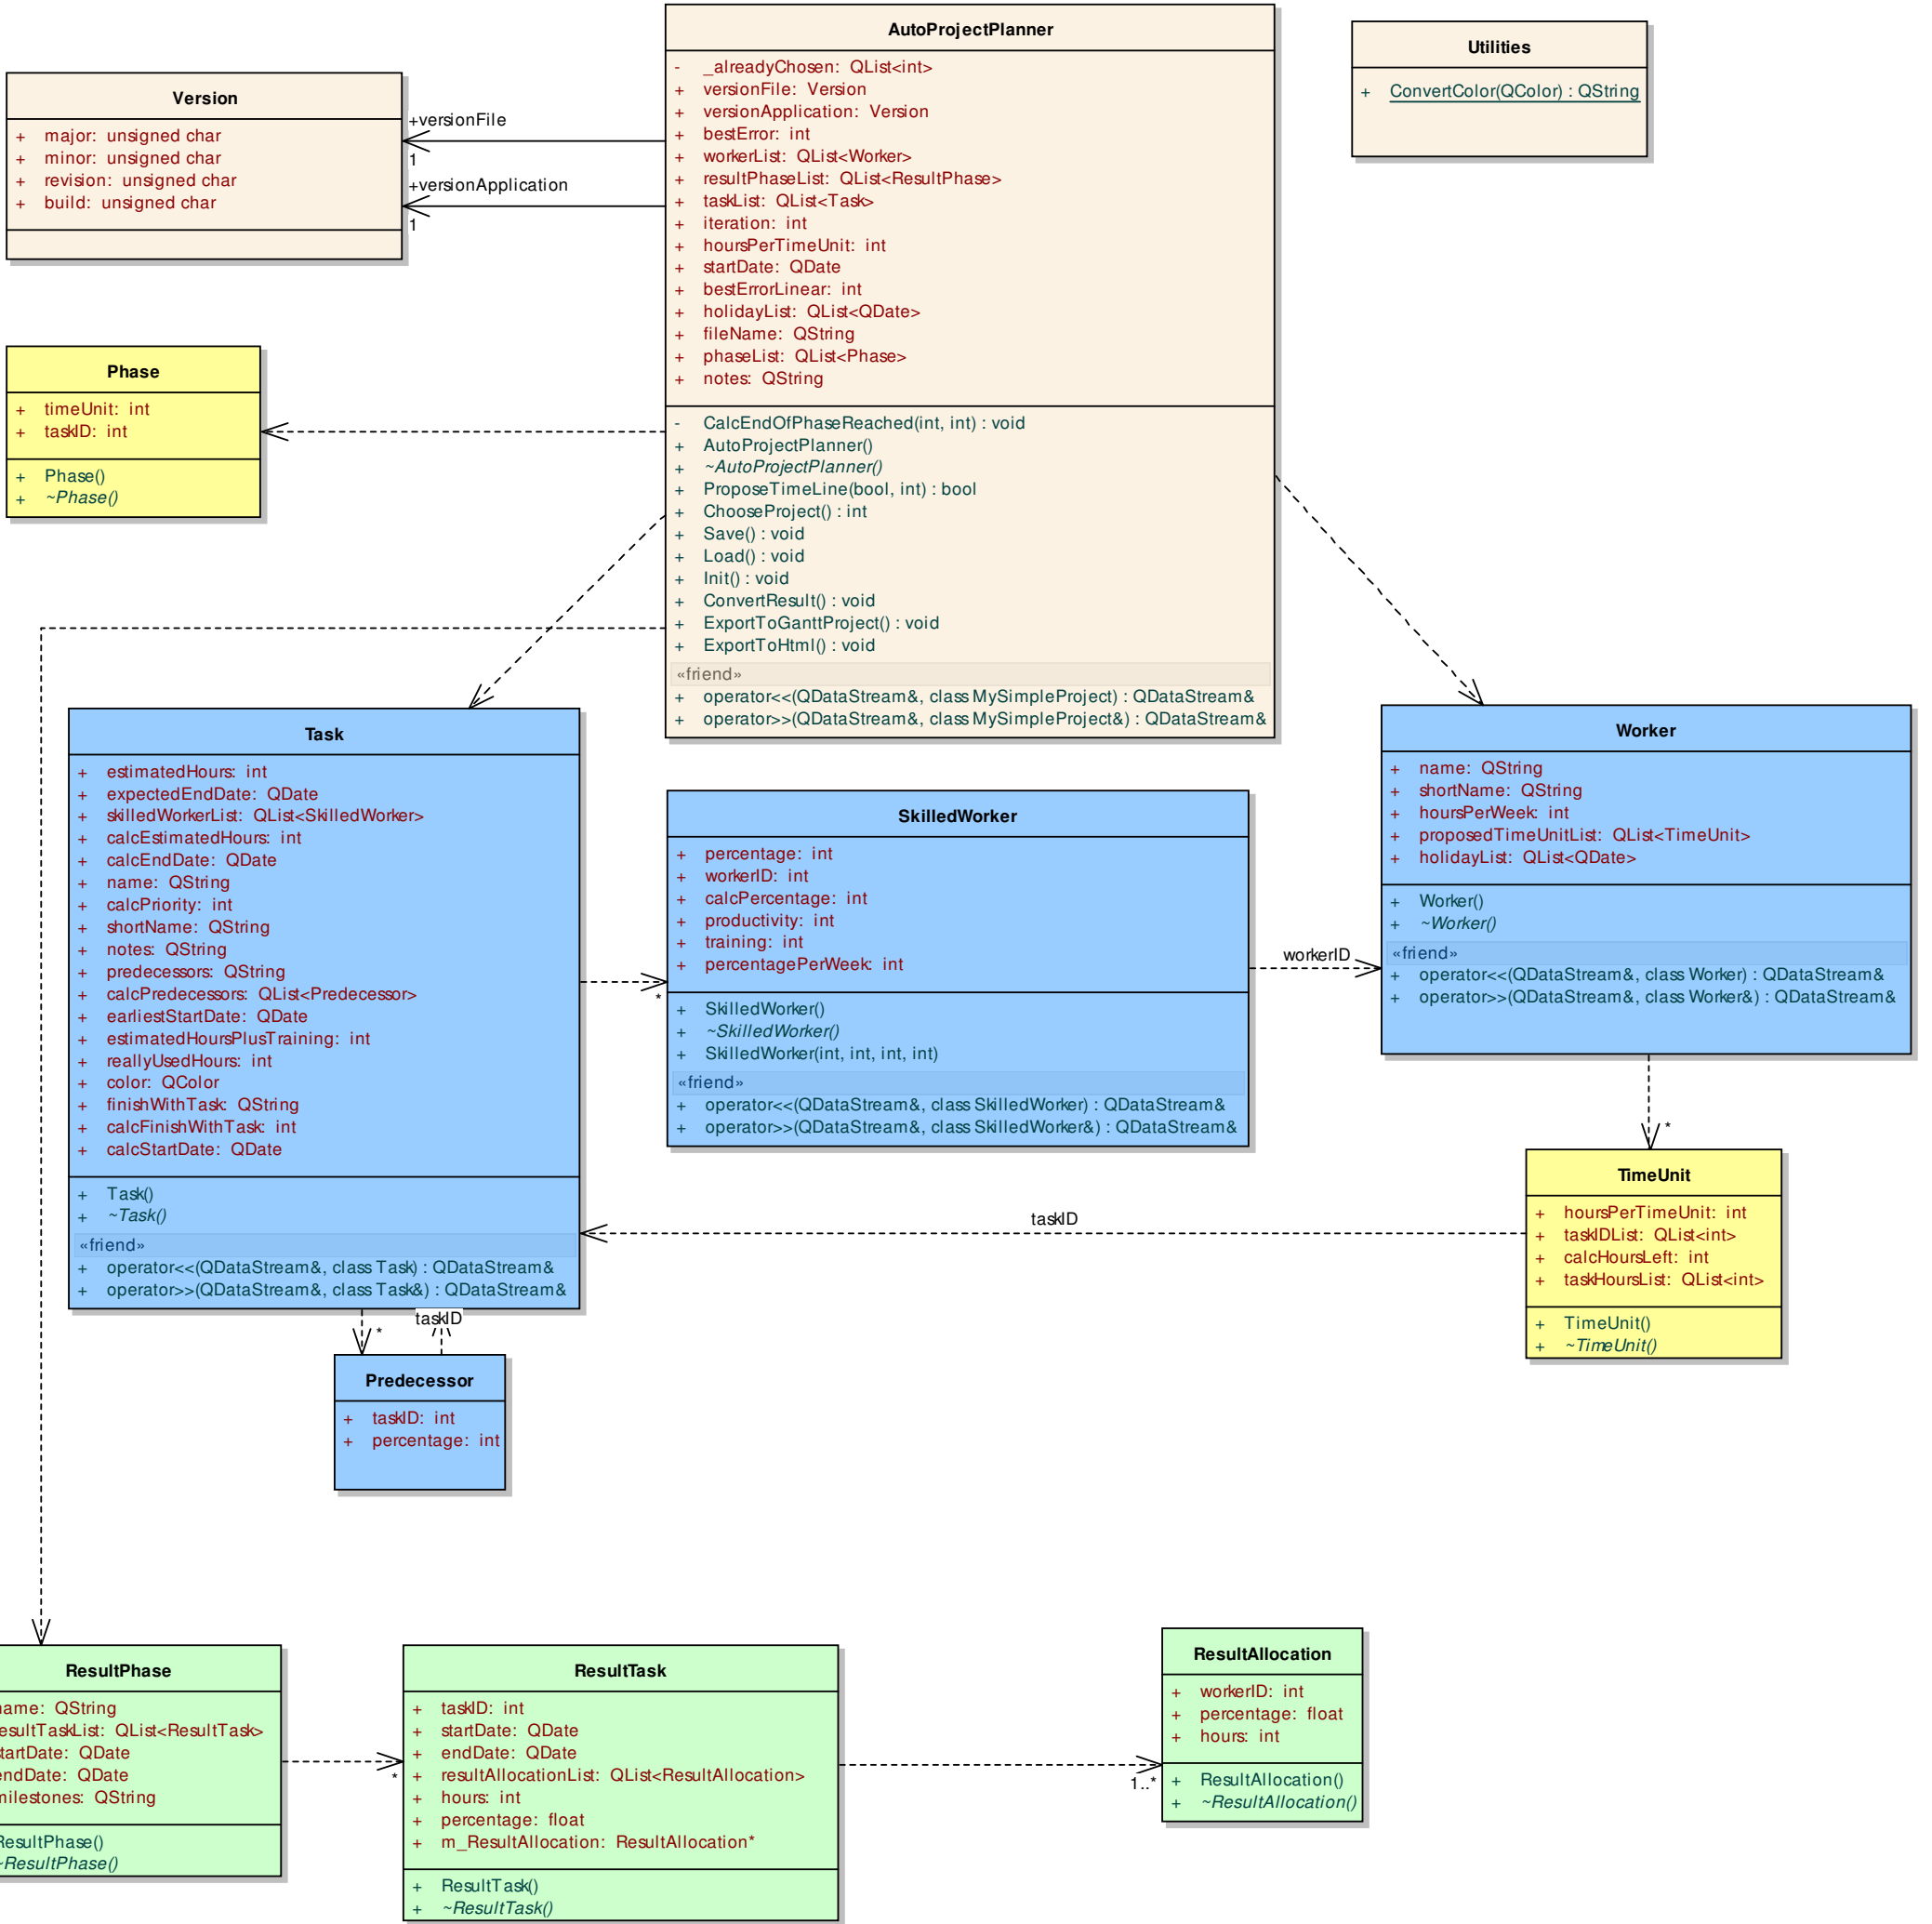 AutoProjectPlanner
- _alreadyChosen: QList<int>
+ versionFile: Version
+ versionApplication: Version
+ bestError: int
+ workerList: QList<Worker>
+ resultPhaseList: QList<ResultPhase>
+ taskList: QList<Task>
+ iteration: int
+ hoursPerTimeUnit: int
+ startDate: QDate
+ bestErrorLinear: int
+ holidayList: QList<QDate>
+ fileName: QString
+ phaseList: QList<Phase>
+ notes: QString
- CalcEndOfPhaseReached(int, int) : void
+ AutoProjectPlanner()
+ ~AutoProjectPlanner()
+ ProposeTimeLine(bool, int) : bool
+ ChooseProject() : int
+ Save() : void
+ Load() : void
+ Init() : void
+ ConvertResult() : void
+ ExportToGanttProject() : void
+ ExportToHtml() : void
«friend»
+ operator<<(QDataStream&, class MySimpleProject) : QDataStream&
+ operator>>(QDataStream&, class MySimpleProject&) : QDataStream&
Utilities
+ ConvertColor(QColor) : QString
Version
+ major: unsigned char
+ minor: unsigned char
+ revision: unsigned char
+ build: unsigned char
+versionFile
1
+versionApplication
1
Phase
+ timeUnit: int
+ taskID: int
+ Phase()
+ ~Phase()
Task
+ estimatedHours: int
+ expectedEndDate: QDate
+ skilledWorkerList: QList<SkilledWorker>
+ calcEstimatedHours: int
+ calcEndDate: QDate
+ name: QString
+ calcPriority: int
+ shortName: QString
+ notes: QString
+ predecessors: QString
+ calcPredecessors: QList<Predecessor>
+ earliestStartDate: QDate
+ estimatedHoursPlusTraining: int
+ reallyUsedHours: int
+ color: QColor
+ finishWithTask: QString
+ calcFinishWithTask: int
+ calcStartDate: QDate
+ Task()
+ ~Task()
«friend»
+ operator<<(QDataStream&, class Task) : QDataStream&
+ operator>>(QDataStream&, class Task&) : QDataStream&
*
SkilledWorker
+ percentage: int
+ workerID: int
+ calcPercentage: int
+ productivity: int
+ training: int
+ percentagePerWeek: int
+ SkilledWorker()
+ ~SkilledWorker()
+ SkilledWorker(int, int, int, int)
«friend»
+ operator<<(QDataStream&, class SkilledWorker) : QDataStream&
+ operator>>(QDataStream&, class SkilledWorker&) : QDataStream&
workerID
Worker
+ name: QString
+ shortName: QString
+ hoursPerWeek: int
+ proposedTimeUnitList: QList<TimeUnit>
+ holidayList: QList<QDate>
+ Worker()
+ ~Worker()
«friend»
+ operator<<(QDataStream&, class Worker) : QDataStream&
+ operator>>(QDataStream&, class Worker&) : QDataStream&
*
TimeUnit
+ hoursPerTimeUnit: int
+ taskIDList: QList<int>
+ calcHoursLeft: int
+ taskHoursList: QList<int>
+ TimeUnit()
+ ~TimeUnit()
taskID
* taskID
Predecessor
+ taskID: int
+ percentage: int
ResultPhase
name: QString
resultTaskList: QList<ResultTask>
startDate: QDate
endDate: QDate
milestones: QString
ResultPhase()
~ResultPhase()
*
ResultTask
+ taskID: int
+ startDate: QDate
+ endDate: QDate
+ resultAllocationList: QList<ResultAllocation>
+ hours: int
+ percentage: float
+ m_ResultAllocation: ResultAllocation*
+ ResultTask()
+ ~ResultTask()
1..*
ResultAllocation
+ workerID: int
+ percentage: float
+ hours: int
+ ResultAllocation()
+ ~ResultAllocation()